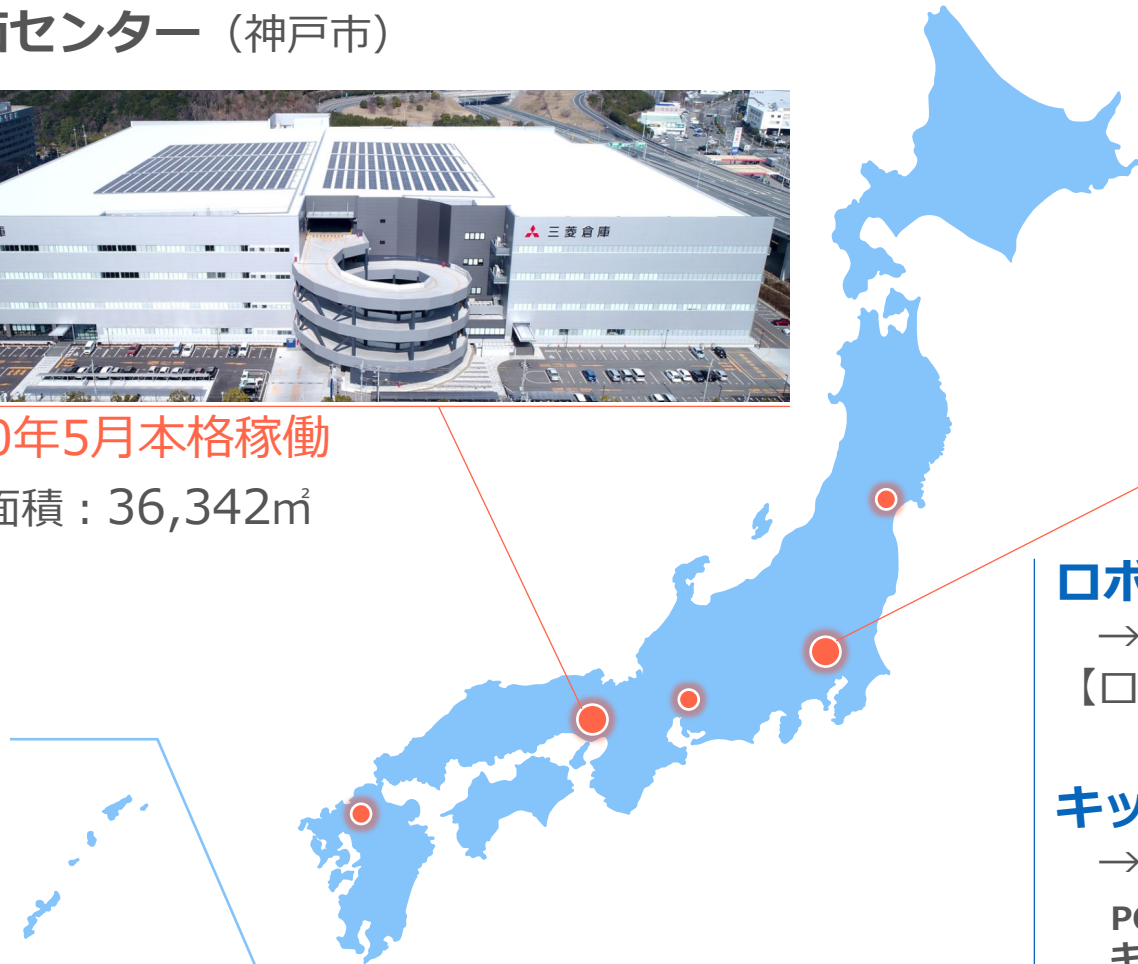 センター（神戸市）
三菱倉庫
0年5月本格稼働
面積：36,342㎡
ロボ
→
【ロ
キッ
→
PC
キ